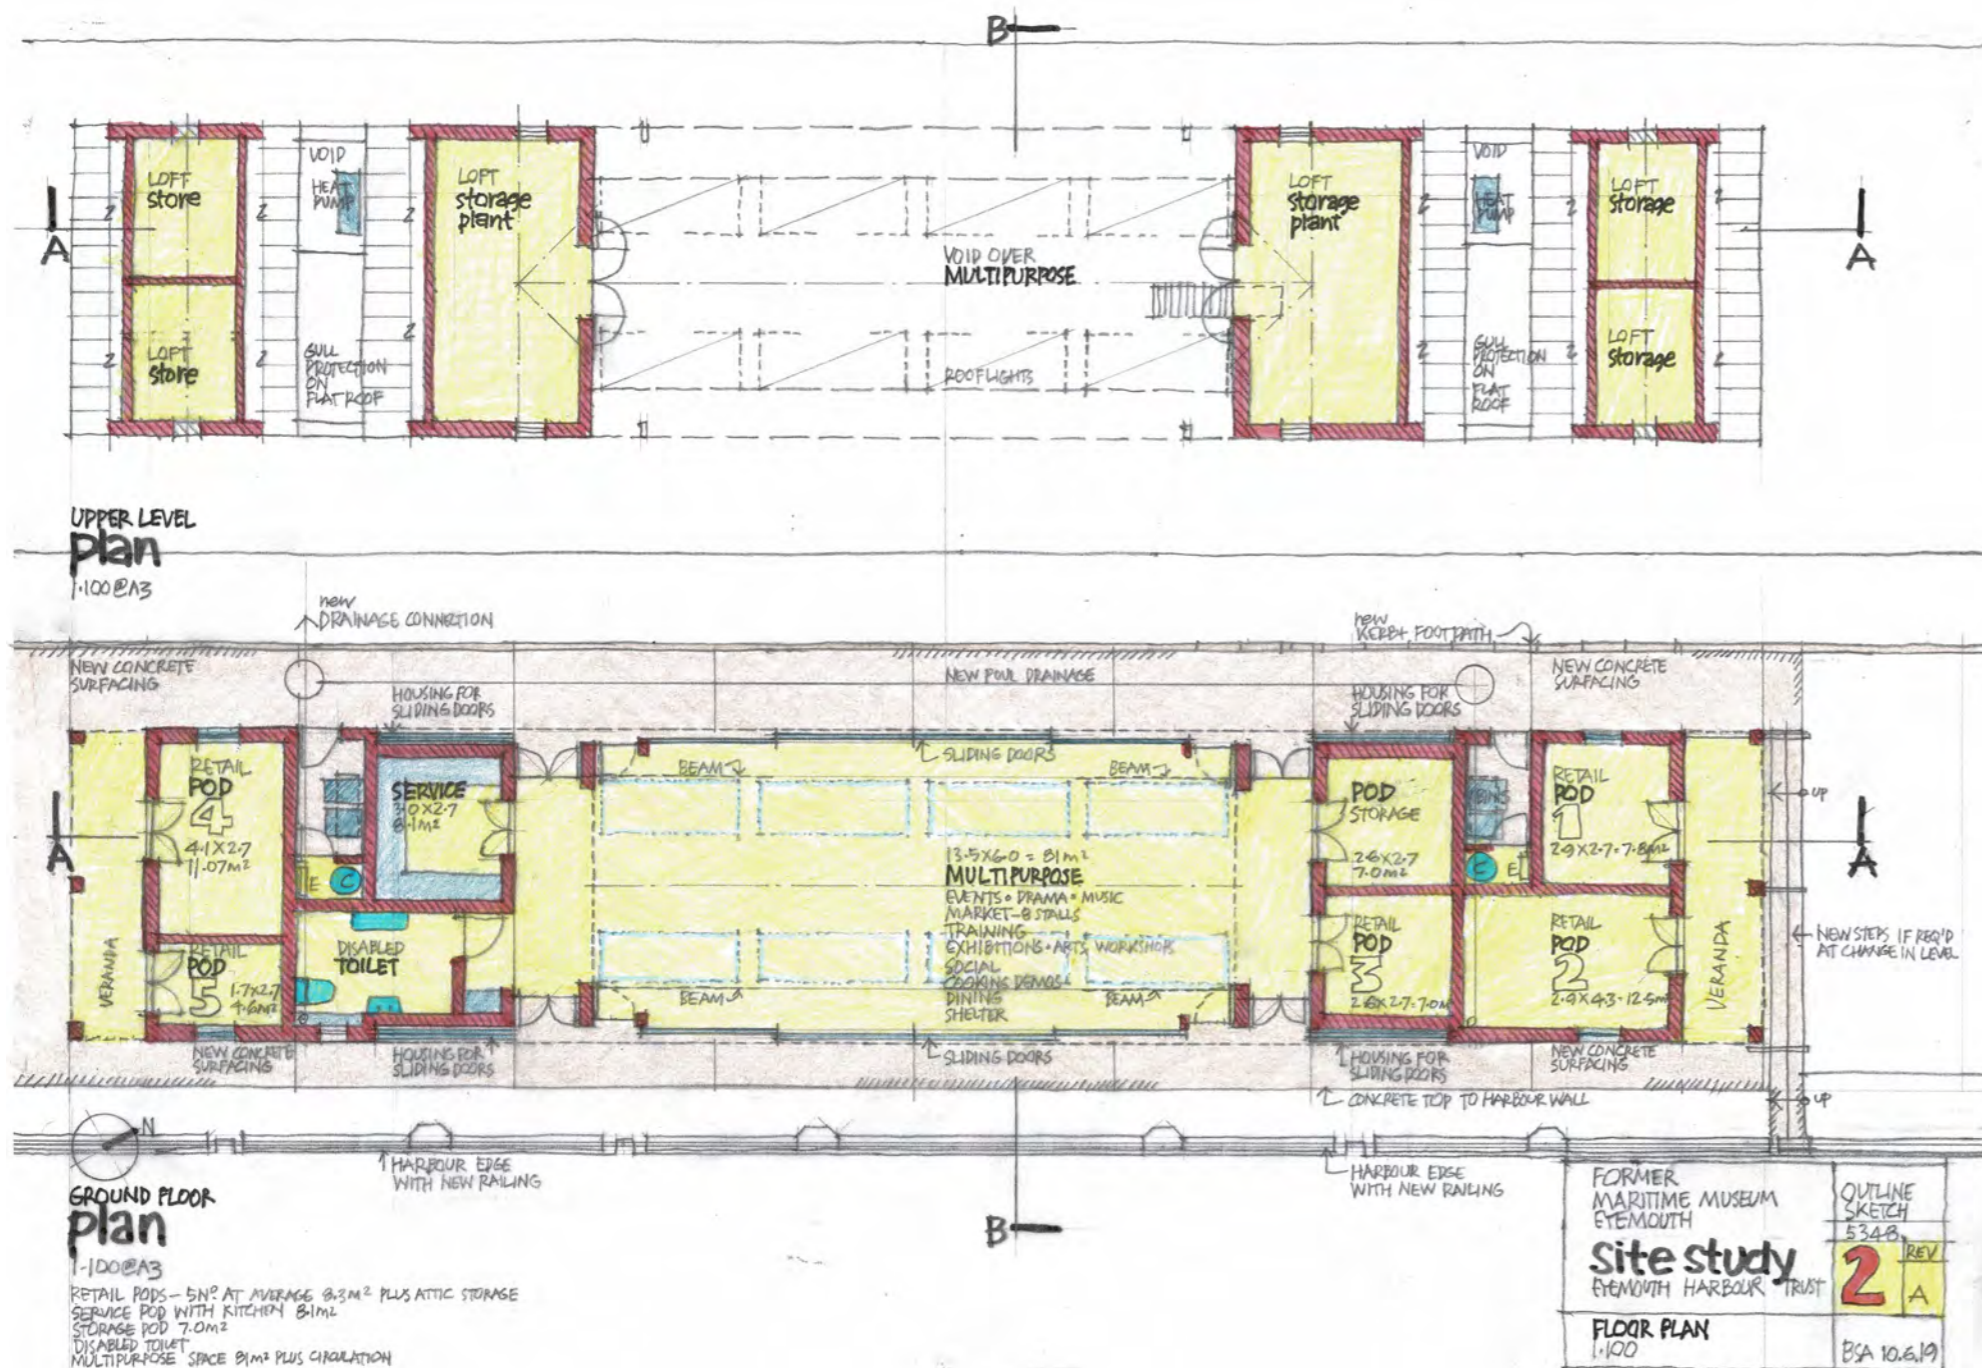 B
LOFT
store
VOID
HEAT
PUMP
LOFT
storage
plant
LOFT
storage
plant
VOID
HEAT
PUMP
LOFT
storage
A
A
VOID OVER
MULTIPURPOSE
LOFT
store
GULL
PROTECTION
ON
FLAT ROOF
ROOFLIGHTS
GULL
PROTECTION
ON
FLAT
ROOF
LOFT
storage
UPPER LEVEL
plan
1:100@A3
new
DRAINAGE CONNECTION
new
KERB+ FOOTPATH
NEW CONCRETE
SURFACING
HOUSING FOR
SLIDING DOORS
NEW FOUL DRAINAGE
HOUSING FOR
SLIDING DOORS
NEW CONCRETE
SURFACING
SLIDING DOORS
BEAM
BEAM
RETAIL
POD
4
4.1X2.7
11.07m²
SERVICE
3.0X2.7
8.1m²
POD
STORAGE
2.6X2.7
7.0m²
BINS
RETAIL
POD
1
2.9X2.7=7.8m²
UP
A
A
E
C
C
E
13.5X6.0 = 81m²
MULTIPURPOSE
EVENTS • DRAMA • MUSIC
MARKET-8 STALLS
TRAINING
EXHIBITIONS • ARTS WORKSHOPS
SOCIAL
COOKING DEMOS
DINING
SHELTER
VERANDA
RETAIL
POD
5
1.7X2.7
4.6m²
DISABLED
TOILET
BEAM
BEAM
RETAIL
POD
3
2.6X2.7=7.0m
RETAIL
POD
2
2.9X4.3=12.5m²
VERANDA
NEW STEPS IF REQ'D
AT CHANGE IN LEVEL
NEW CONCRETE
SURFACING
HOUSING FOR
SLIDING DOORS
SLIDING DOORS
HOUSING FOR
SLIDING DOORS
NEW CONCRETE
SURFACING
CONCRETE TOP TO HARBOUR WALL
UP
N
HARBOUR EDGE
WITH NEW RAILING
HARBOUR EDGE
WITH NEW RAILING
B
GROUND FLOOR
plan
1-100@A3
RETAIL PODS - 5Nº AT AVERAGE 8.3M² PLUS ATTIC STORAGE
SERVICE POD WITH KITCHEN 8.1M²
STORAGE POD 7.0M²
DISABLED TOILET
MULTIPURPOSE SPACE 81M² PLUS CIRCULATION
FORMER
MARITIME MUSEUM
EYEMOUTH
site study
EYEMOUTH HARBOUR TRUST
FLOOR PLAN
1:100
OUTLINE
SKETCH
5348
2
REV
A
BSA 10.6.19